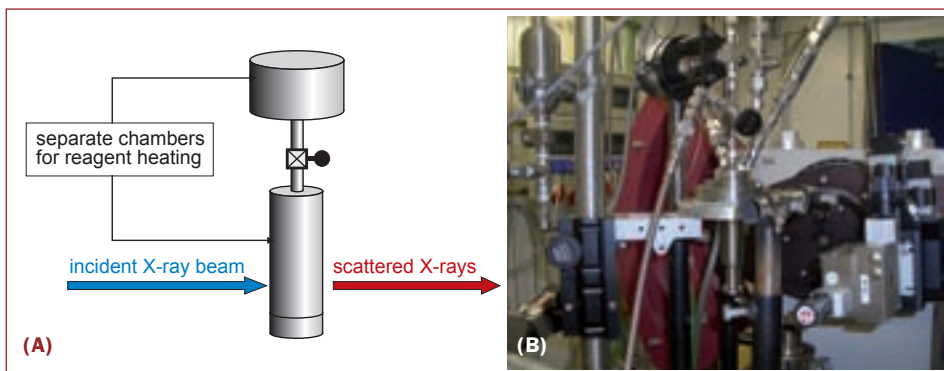 separate chambers
for reagent heating
incident X-ray beam
scattered X-rays
(A)
(B)